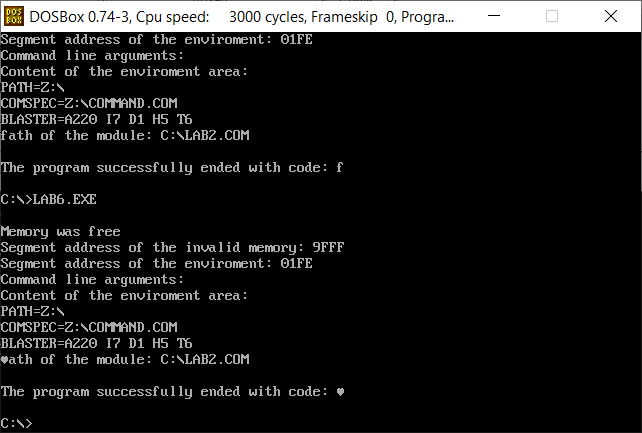 DOS
BOX
DOSBox 0.74-3, Cpu speed: 3000 cycles, Frameskip 0, Progra...
Segment address of the enviroment: 01FE
Command line arguments:
Content of the enviroment area:
PATH=Z:\
COMSPEC=Z:\COMMAND.COM
BLASTER=A220 I7 D1 H5 T6
fath of the module: C:\LAB2.COM
The program successfully ended with code: f
C:\>LAB6.EXE
Memory was free
Segment address of the invalid memory: 9FFF
Segment address of the enviroment: 01FE
Command line arguments:
Content of the enviroment area:
PATH=Z:\
COMSPEC=Z:\COMMAND.COM
BLASTER=A220 I7 D1 H5 T6
♥ath of the module: C:\LAB2.COM
The program successfully ended with code: ♥
C:\>